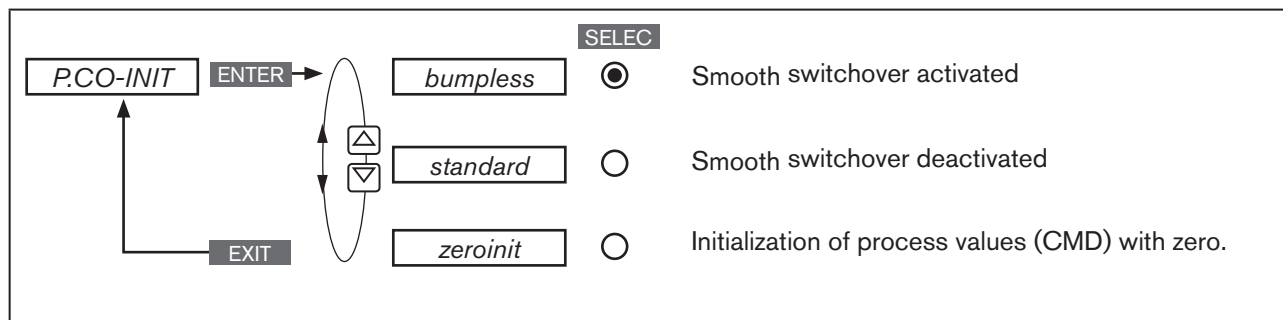 SELEC
P.CO-INIT ENTER bumpless Smooth switchover activated
standard Smooth switchover deactivated
EXIT zeroinit Initialization of process values (CMD) with zero.